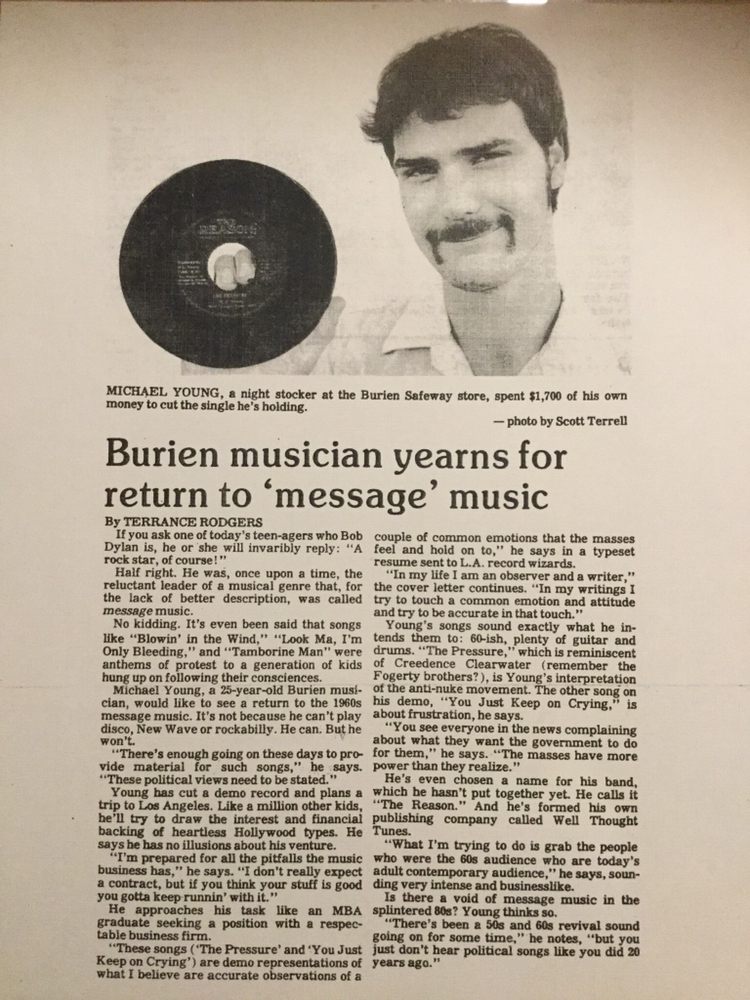 THE
REASON
THE PRESSURE
MICHAEL YOUNG, a night stocker at the Burien Safeway store, spent $1,700 of his own
money to cut the single he's holding.
— photo by Scott Terrell
Burien musician yearns for
return to 'message' music
By TERRANCE RODGERS
If you ask one of today's teen-agers who Bob
Dylan is, he or she will invaribly reply: "A
rock star, of course!"
Half right. He was, once upon a time, the
reluctant leader of a musical genre that, for
the lack of better description, was called
message music.
No kidding. It's even been said that songs
like "Blowin' in the Wind," "Look Ma, I'm
Only Bleeding," and "Tamborine Man" were
anthems of protest to a generation of kids
hung up on following their consciences.
Michael Young, a 25-year-old Burien musi-
cian, would like to see a return to the 1960s
message music. It's not because he can't play
disco, New Wave or rockabilly. He can. But he
won't.
"There's enough going on these days to pro-
vide material for such songs," he says.
"These political views need to be stated."
Young has cut a demo record and plans a
trip to Los Angeles. Like a million other kids,
he'll try to draw the interest and financial
backing of heartless Hollywood types. He
says he has no illusions about his venture.
"I'm prepared for all the pitfalls the music
business has," he says. "I don't really expect
a contract, but if you think your stuff is good
you gotta keep runnin' with it."
He approaches his task like an MBA
graduate seeking a position with a respec-
table business firm.
"These songs ('The Pressure' and 'You Just
Keep on Crying') are demo representations of
what I believe are accurate observations of a
couple of common emotions that the masses
feel and hold on to," he says in a typeset
resume sent to L.A. record wizards.
"In my life I am an observer and a writer,"
the cover letter continues. "In my writings I
try to touch a common emotion and attitude
and try to be accurate in that touch."
Young's songs sound exactly what he in-
tends them to: 60-ish, plenty of guitar and
drums. "The Pressure," which is reminiscent
of Creedence Clearwater (remember the
Fogerty brothers?), is Young's interpretation
of the anti-nuke movement. The other song on
his demo, "You Just Keep on Crying," is
about frustration, he says.
"You see everyone in the news complaining
about what they want the government to do
for them," he says. "The masses have more
power than they realize."
He's even chosen a name for his band,
which he hasn't put together yet. He calls it
"The Reason." And he's formed his own
publishing company called Well Thought
Tunes.
"What I'm trying to do is grab the people
who were the 60s audience who are today's
adult contemporary audience," he says, soun-
ding very intense and businesslike.
Is there a void of message music in the
splintered 80s? Young thinks so.
"There's been a 50s and 60s revival sound
going on for some time," he notes, "but you
just don't hear political songs like you did 20
years ago."